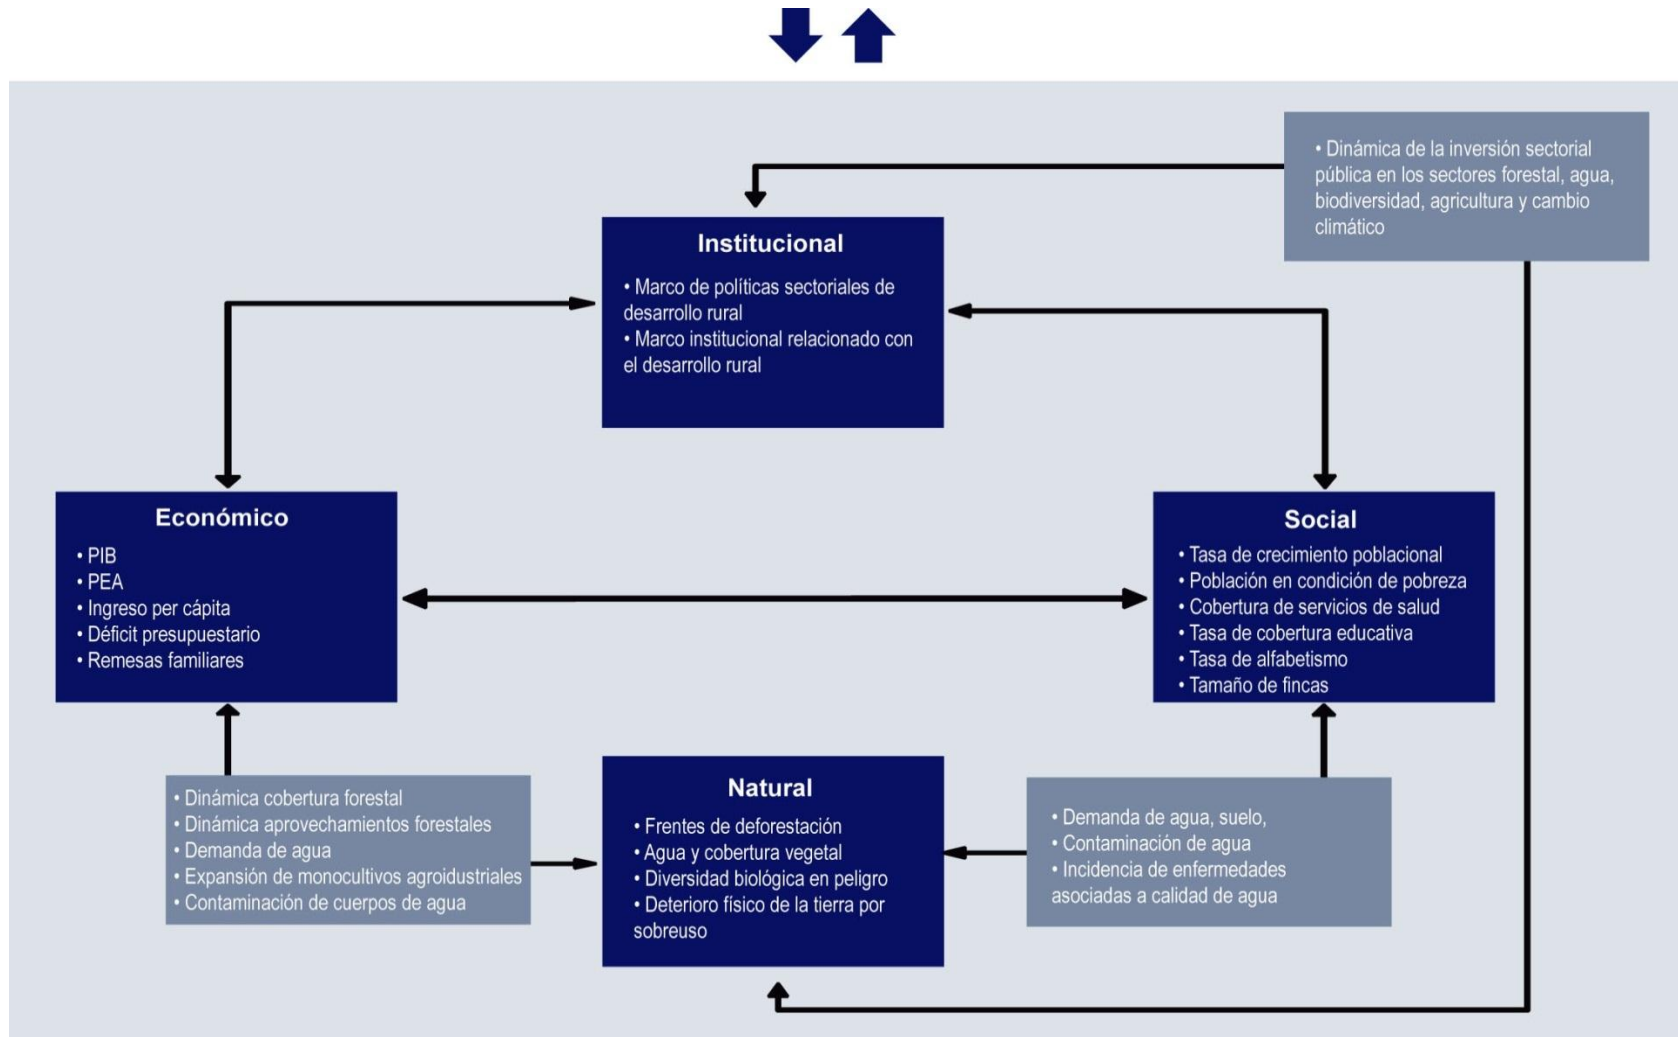 • Dinámica de la inversión sectorial
pública en los sectores forestal, agua,
biodiversidad, agricultura y cambio
climático
Institucional
• Marco de políticas sectoriales de
desarrollo rural
• Marco institucional relacionado con
el desarrollo rural
Económico
• PIB
• PEA
• Ingreso per cápita
• Déficit presupuestario
• Remesas familiares
Social
• Tasa de crecimiento poblacional
• Población en condición de pobreza
• Cobertura de servicios de salud
• Tasa de cobertura educativa
• Tasa de alfabetismo
• Tamaño de fincas
• Dinámica cobertura forestal
• Dinámica aprovechamientos forestales
• Demanda de agua
• Expansión de monocultivos agroindustriales
• Contaminación de cuerpos de agua
Natural
• Frentes de deforestación
• Agua y cobertura vegetal
• Diversidad biológica en peligro
• Deterioro físico de la tierra por
sobreuso
• Demanda de agua, suelo,
• Contaminación de agua
• Incidencia de enfermedades
asociadas a calidad de agua